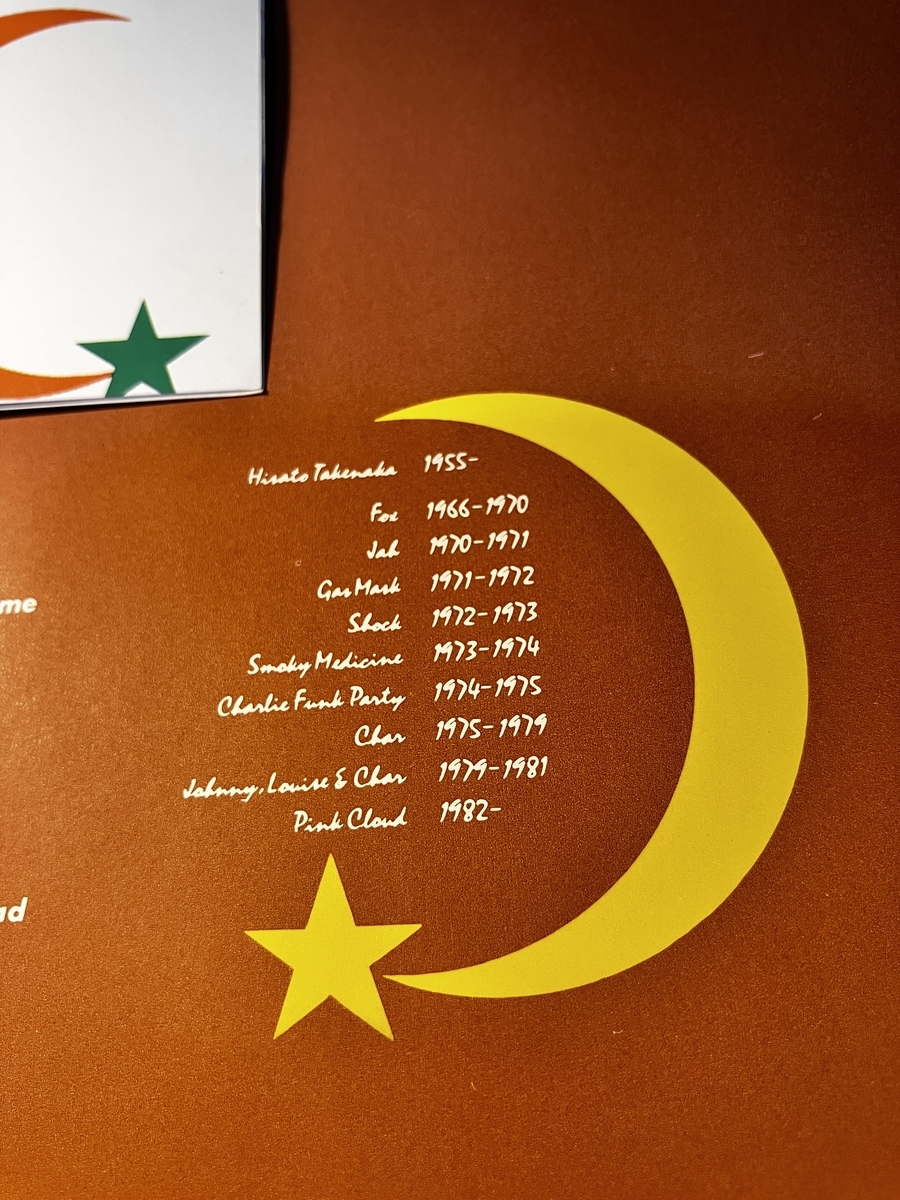 Hisato Takenaka 1955-
Fox 1966-1970
Jah 1970-1971
Gas Mask 1971-1972
Shock 1972-1973
Smoky Medicine 1973-1974
Charlie Funk Party 1974-1975
Char 1975-1979
Johnny, Louise & Char 1979-1981
Pink Cloud 1982-